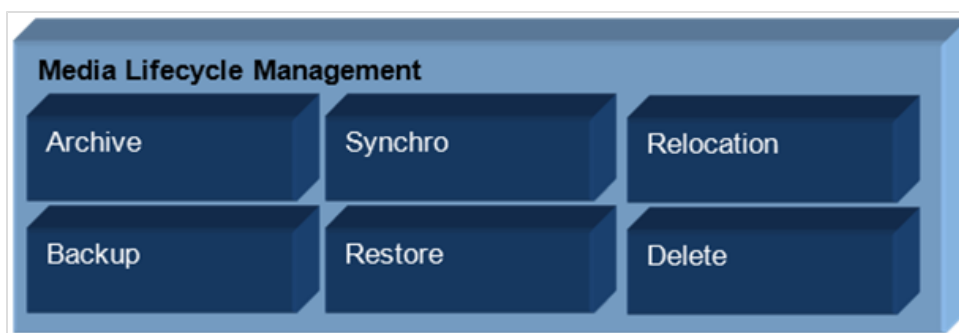 Media Lifecycle Management
Archive
Synchro
Relocation
Backup
Restore
Delete